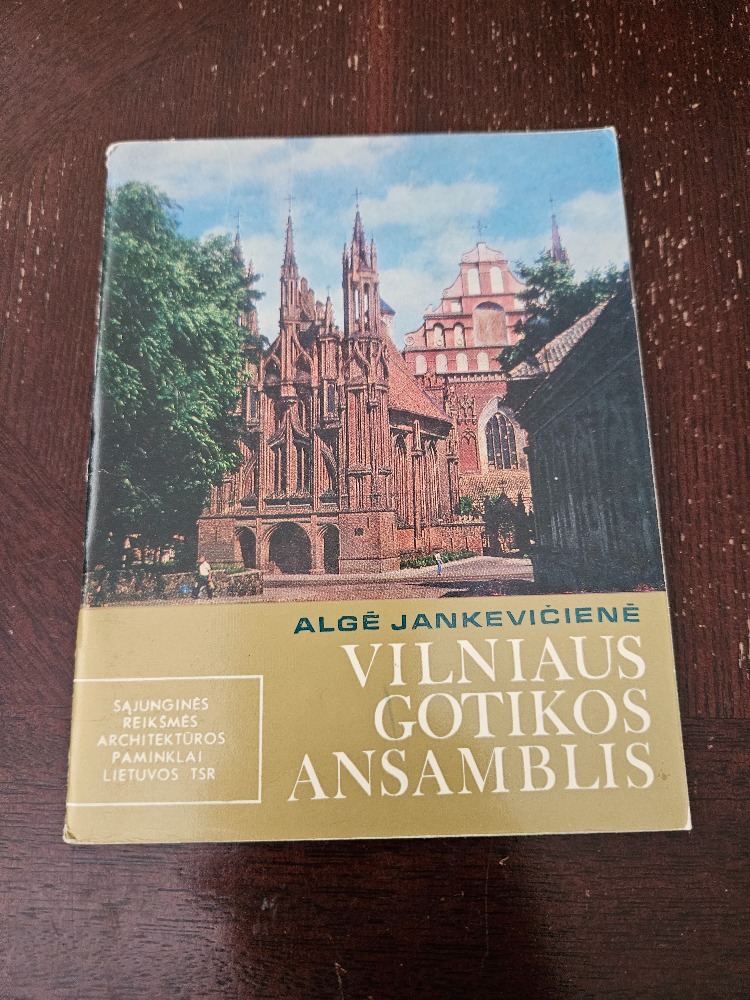 ALGĖ JANKEVIČIENĖ
VILNIAUS
GOTIKOS
ANSAMBLIS
SĄJUNGINĖS
REIKŠMĖS
ARCHITEKTŪROS
PAMINKLAI
LIETUVOS TSR